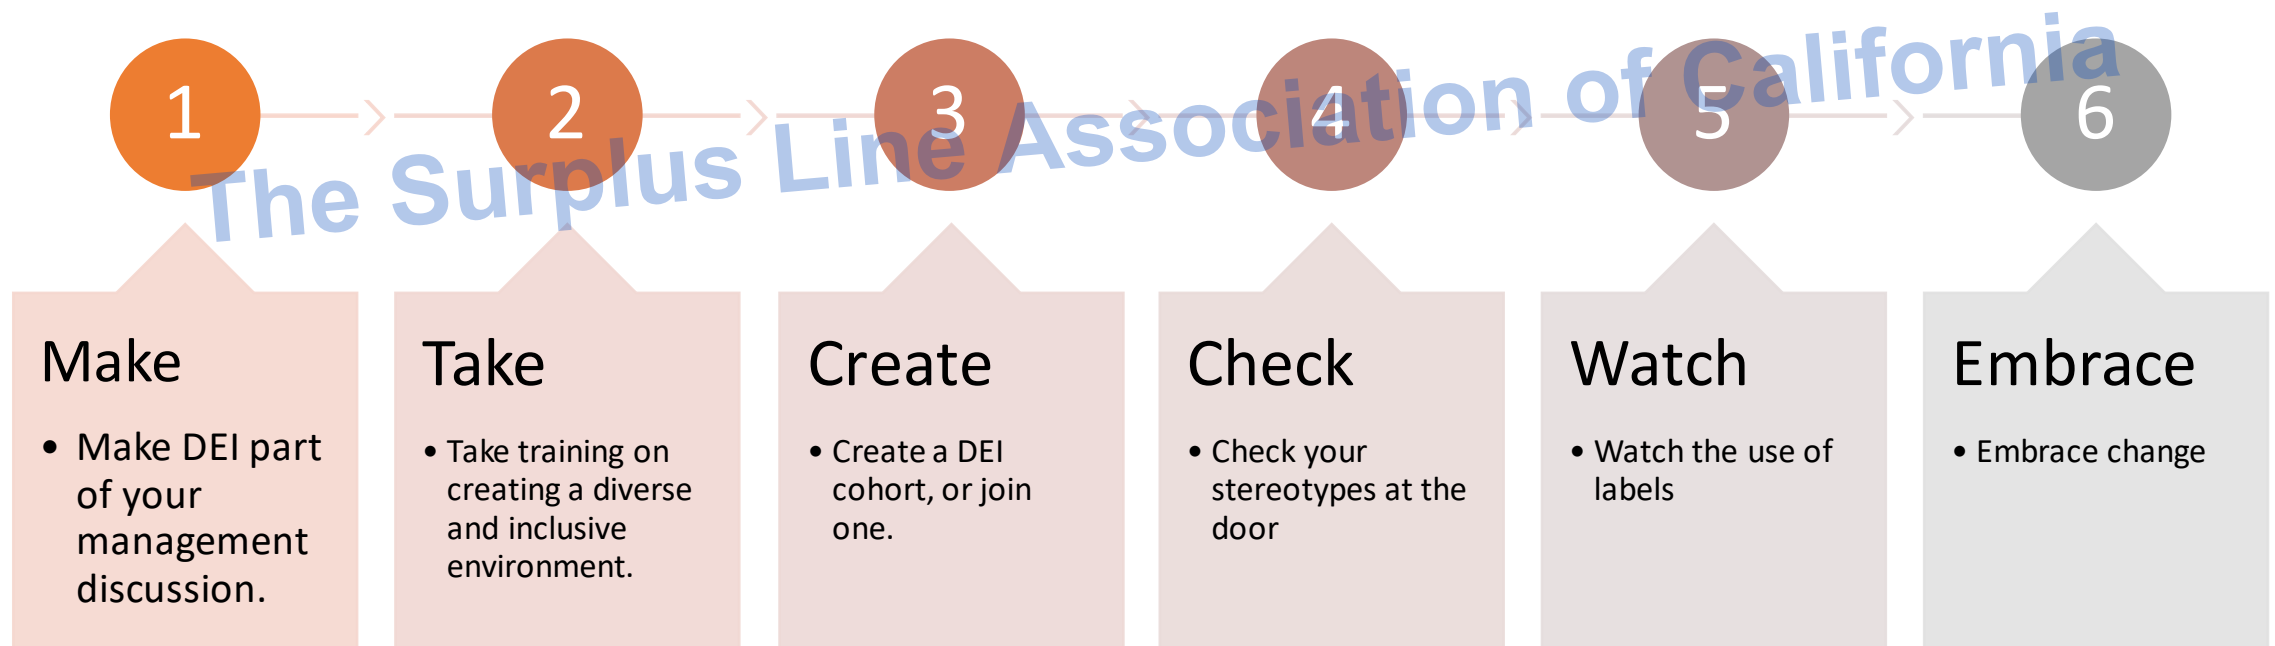 1
2
3
4
5
6
The Surplus Line Association of California
Make
• Make DEI part
of your
management
discussion.
Take
• Take training on
creating a diverse
and inclusive
environment.
Create
• Create a DEI
cohort, or join
one.
Check
• Check your
stereotypes at the
door
Watch
• Watch the use of
labels
Embrace
• Embrace change